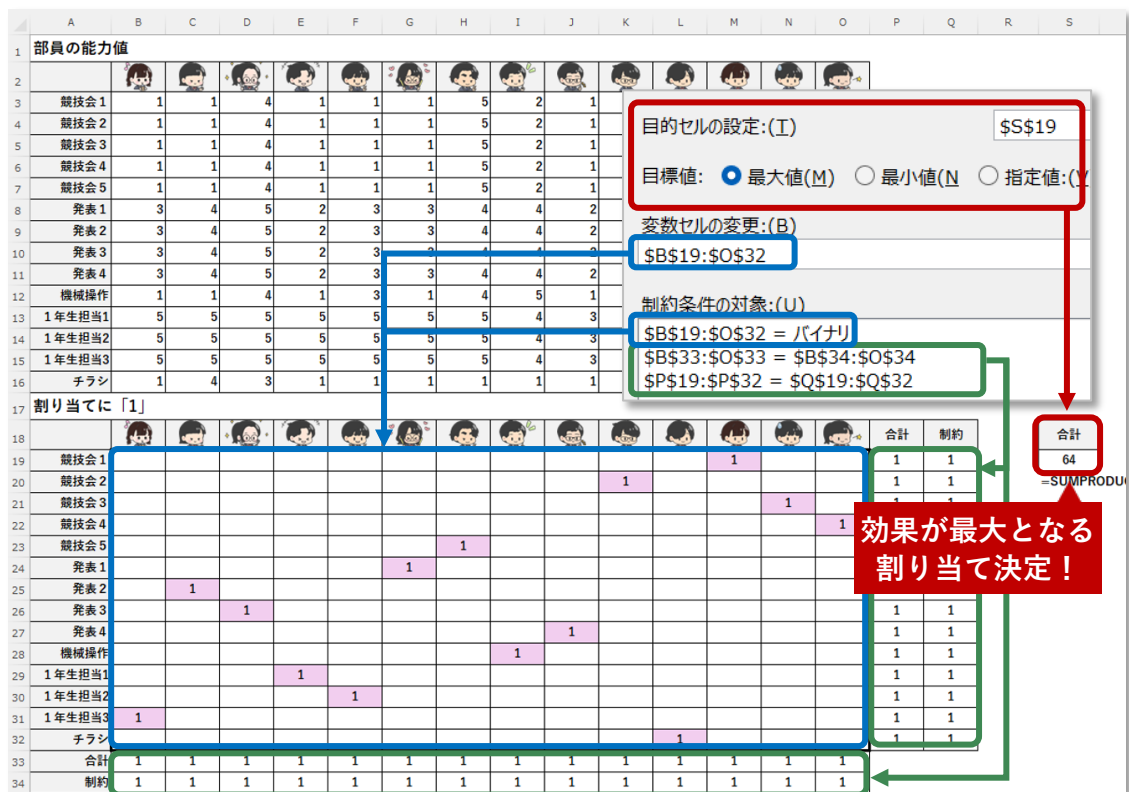 A B C D E F G H I J K L M N O P Q R S
1 部員の能力値
2
3 競技会1 1 1 4 1 1 1 5 2 1
4 競技会2 1 1 4 1 1 1 5 2 1
5 競技会3 1 1 4 1 1 1 5 2 1
6 競技会4 1 1 4 1 1 1 5 2 1
7 競技会5 1 1 4 1 1 1 5 2 1
8 発表1 3 4 5 2 3 3 4 4 2
9 発表2 3 4 5 2 3 3 4 4 2
10 発表3 3 4 5 2 3
11 発表4 3 4 5 2 3 3 4 4 2
12 機械操作 1 1 4 1 3 1 4 5 1
13 1年生担当1 5 5 5 5 5 5 5 4 3
14 1年生担当2 5 5 5 5 5 5 5 4 3
15 1年生担当3 5 5 5 5 5 5 5 4 3
16 チラシ 1 4 3 1 1 1 1 1 1
目的セルの設定:(T) $S$19
目標値: 最大値(M) 最小値(N 指定値:(V
変数セルの変更:(B)
$B$19:$O$32
制約条件の対象:(U)
$B$19:$O$32 = バイナリ
$B$33:$O$33 = $B$34:$O$34
$P$19:$P$32 = $Q$19:$Q$32
17 割り当てに「1」
18 合計 制約 合計
19 競技会1 1 1 1 64
20 競技会2 1 1 1 =SUMPRODU
21 競技会3 1 1 1
22 競技会4 1
23 競技会5 1
24 発表1 1
25 発表2 1
26 発表3 1 1 1
27 発表4 1 1 1
28 機械操作 1 1 1
29 1年生担当1 1 1 1
30 1年生担当2 1 1 1
31 1年生担当3 1 1 1
32 チラシ 1 1 1
33 合計 1 1 1 1 1 1 1 1 1 1 1 1 1 1
34 制約 1 1 1 1 1 1 1 1 1 1 1 1 1 1
効果が最大となる
割り当て決定！